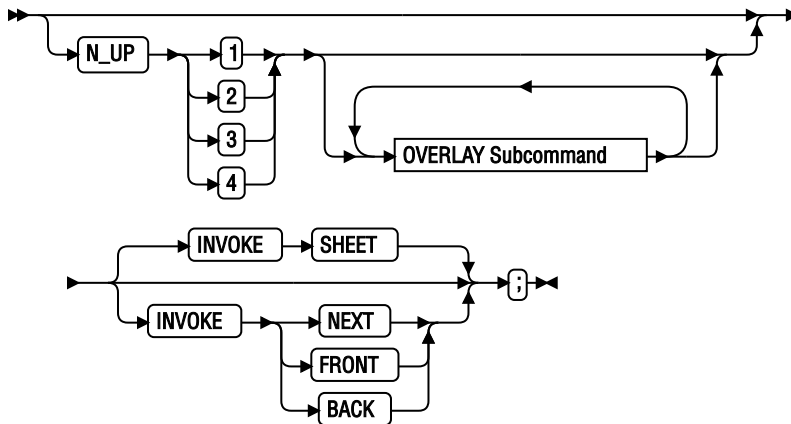 N_UP 1
2
3
4
OVERLAY Subcommand
INVOKE SHEET
;
INVOKE NEXT
FRONT
BACK